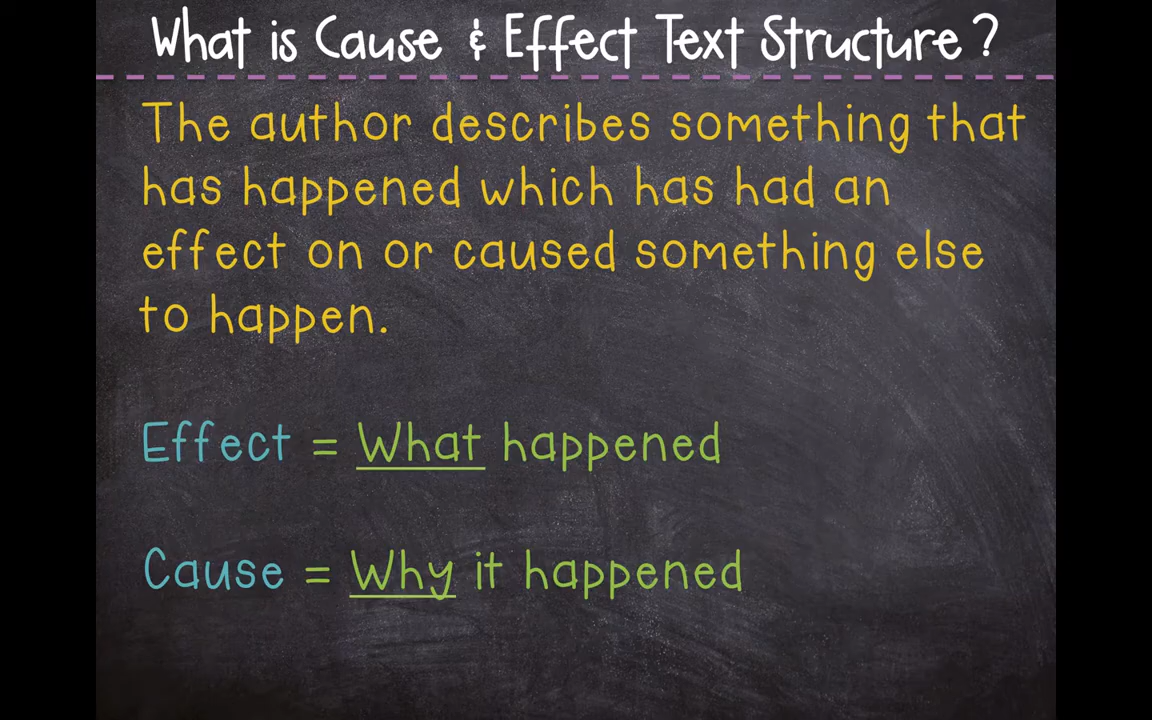 What is Cause & Effect Text Structure?
The author describes something that
has happened which has had an
effect on or caused something else
to happen.
Effect = What happened
Cause = Why it happened